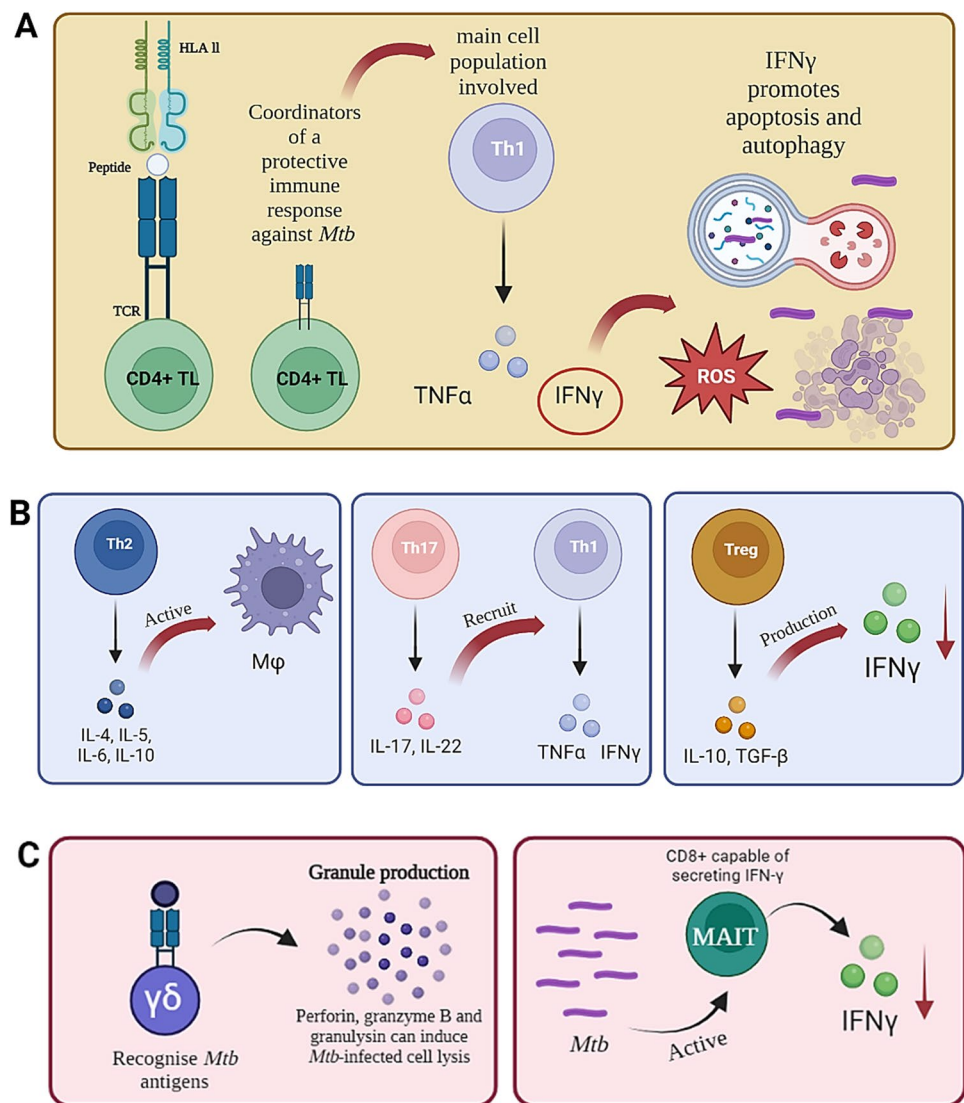 A
HLA ll
Peptide
TCR
CD4+ TL
Coordinators
of a
protective
immune
response
against Mtb
CD4+ TL
main cell
population
involved
Th1
TNFα
IFNγ
IFNγ
promotes
apoptosis and
autophagy
ROS
B
Th2
Active
Mφ
IL-4, IL-5,
IL-6, IL-10
Th17
Recruit
Th1
IL-17, IL-22
TNFα IFNγ
Treg
Production
IFNγ
IL-10, TGF-β
C
γδ
Recognise Mtb
antigens
Granule production
Perforin, granzyme B and
granulysin can induce
Mtb-infected cell lysis
CD8+ capable of
secreting IFN-γ
MAIT
Mtb
Active
IFNγ